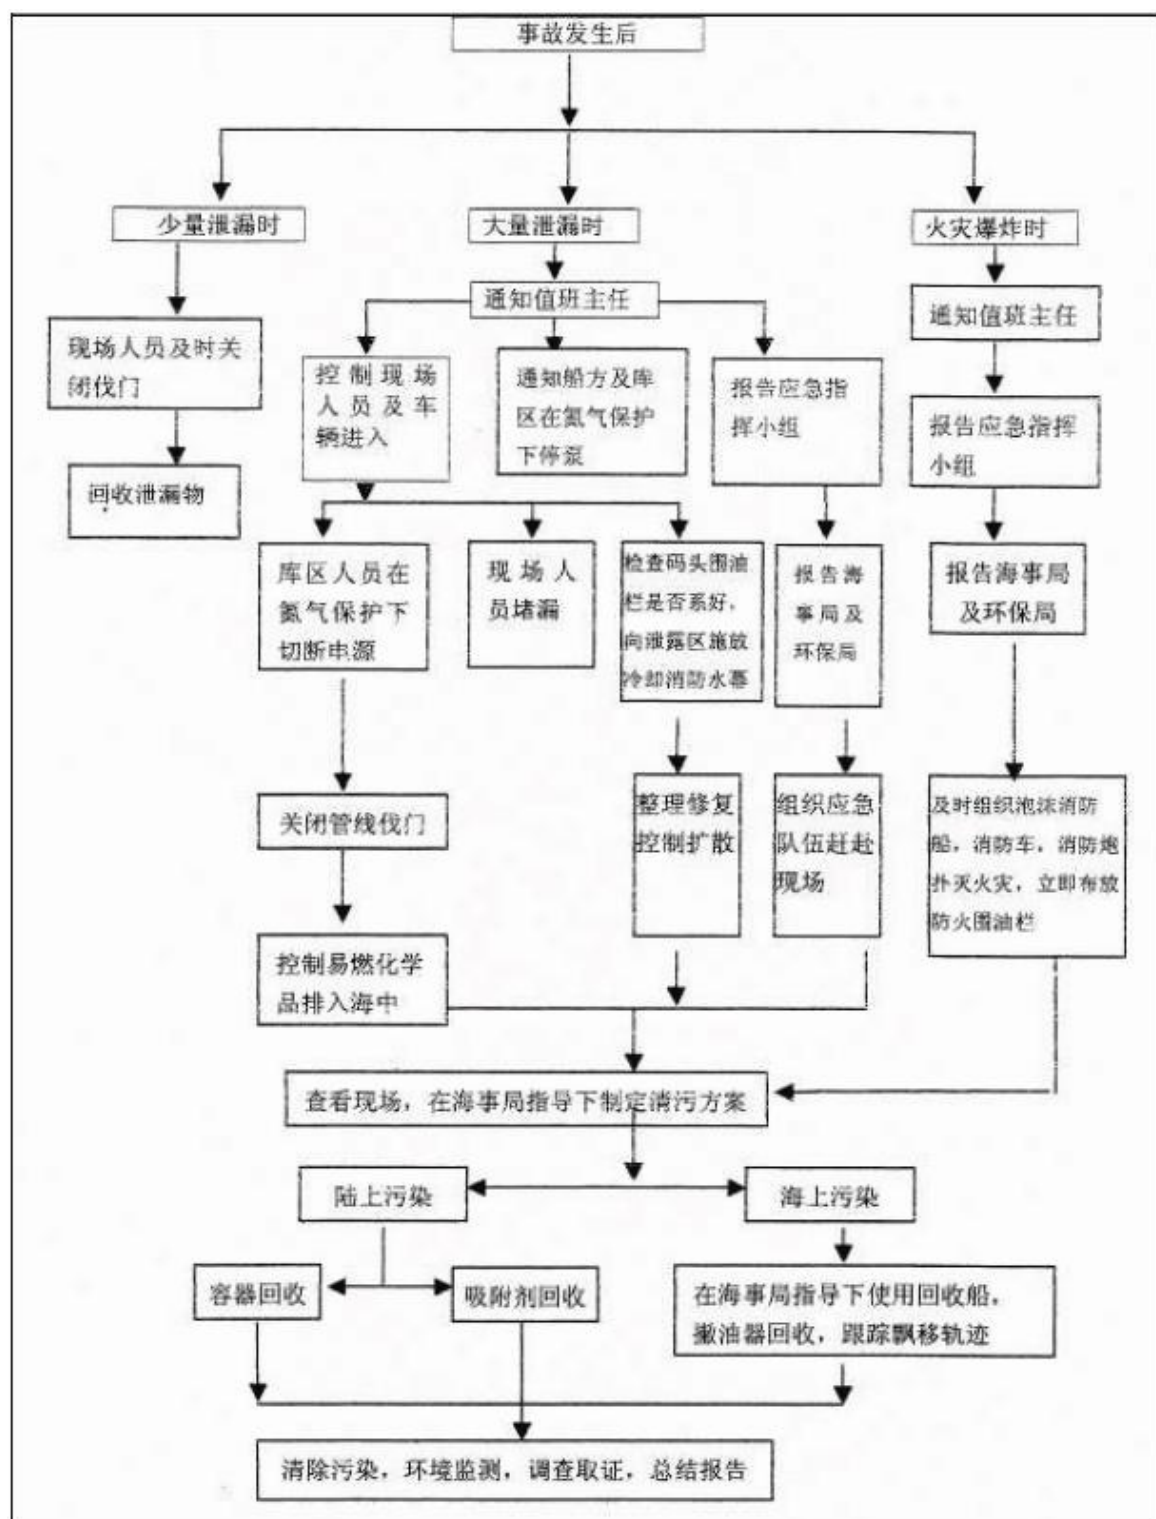 事故发生后
少量泄漏时
大量泄漏时
火灾爆炸时
通知值班主任
通知值班主任
现场人员及时关
闭伐门
控制现场
人员及车
辆进入
通知船方及库
区在氮气保护
下停泵
报告应急指
挥小组
报告应急指挥
小组
回收泄漏物
库区人员在
氮气保护下
切断电源
现场人
员堵漏
检查码头围油
栏是否系好，
向泄露区施放
冷却消防水幕
报告海
事局及
环保局
报告海事局
及环保局
关闭管线伐门
整理修复
控制扩散
组织应急
队伍赶赴
现场
及时组织泡沫消防
船，消防车，消防炮
扑灭火灾，立即布放
防火围油栏
控制易燃化学
品排入海中
查看现场，在海事局指导下制定清污方案
陆上污染
海上污染
容器回收
吸附剂回收
在海事局指导下使用回收船，
撇油器回收，跟踪飘移轨迹
清除污染，环境监测，调查取证，总结报告